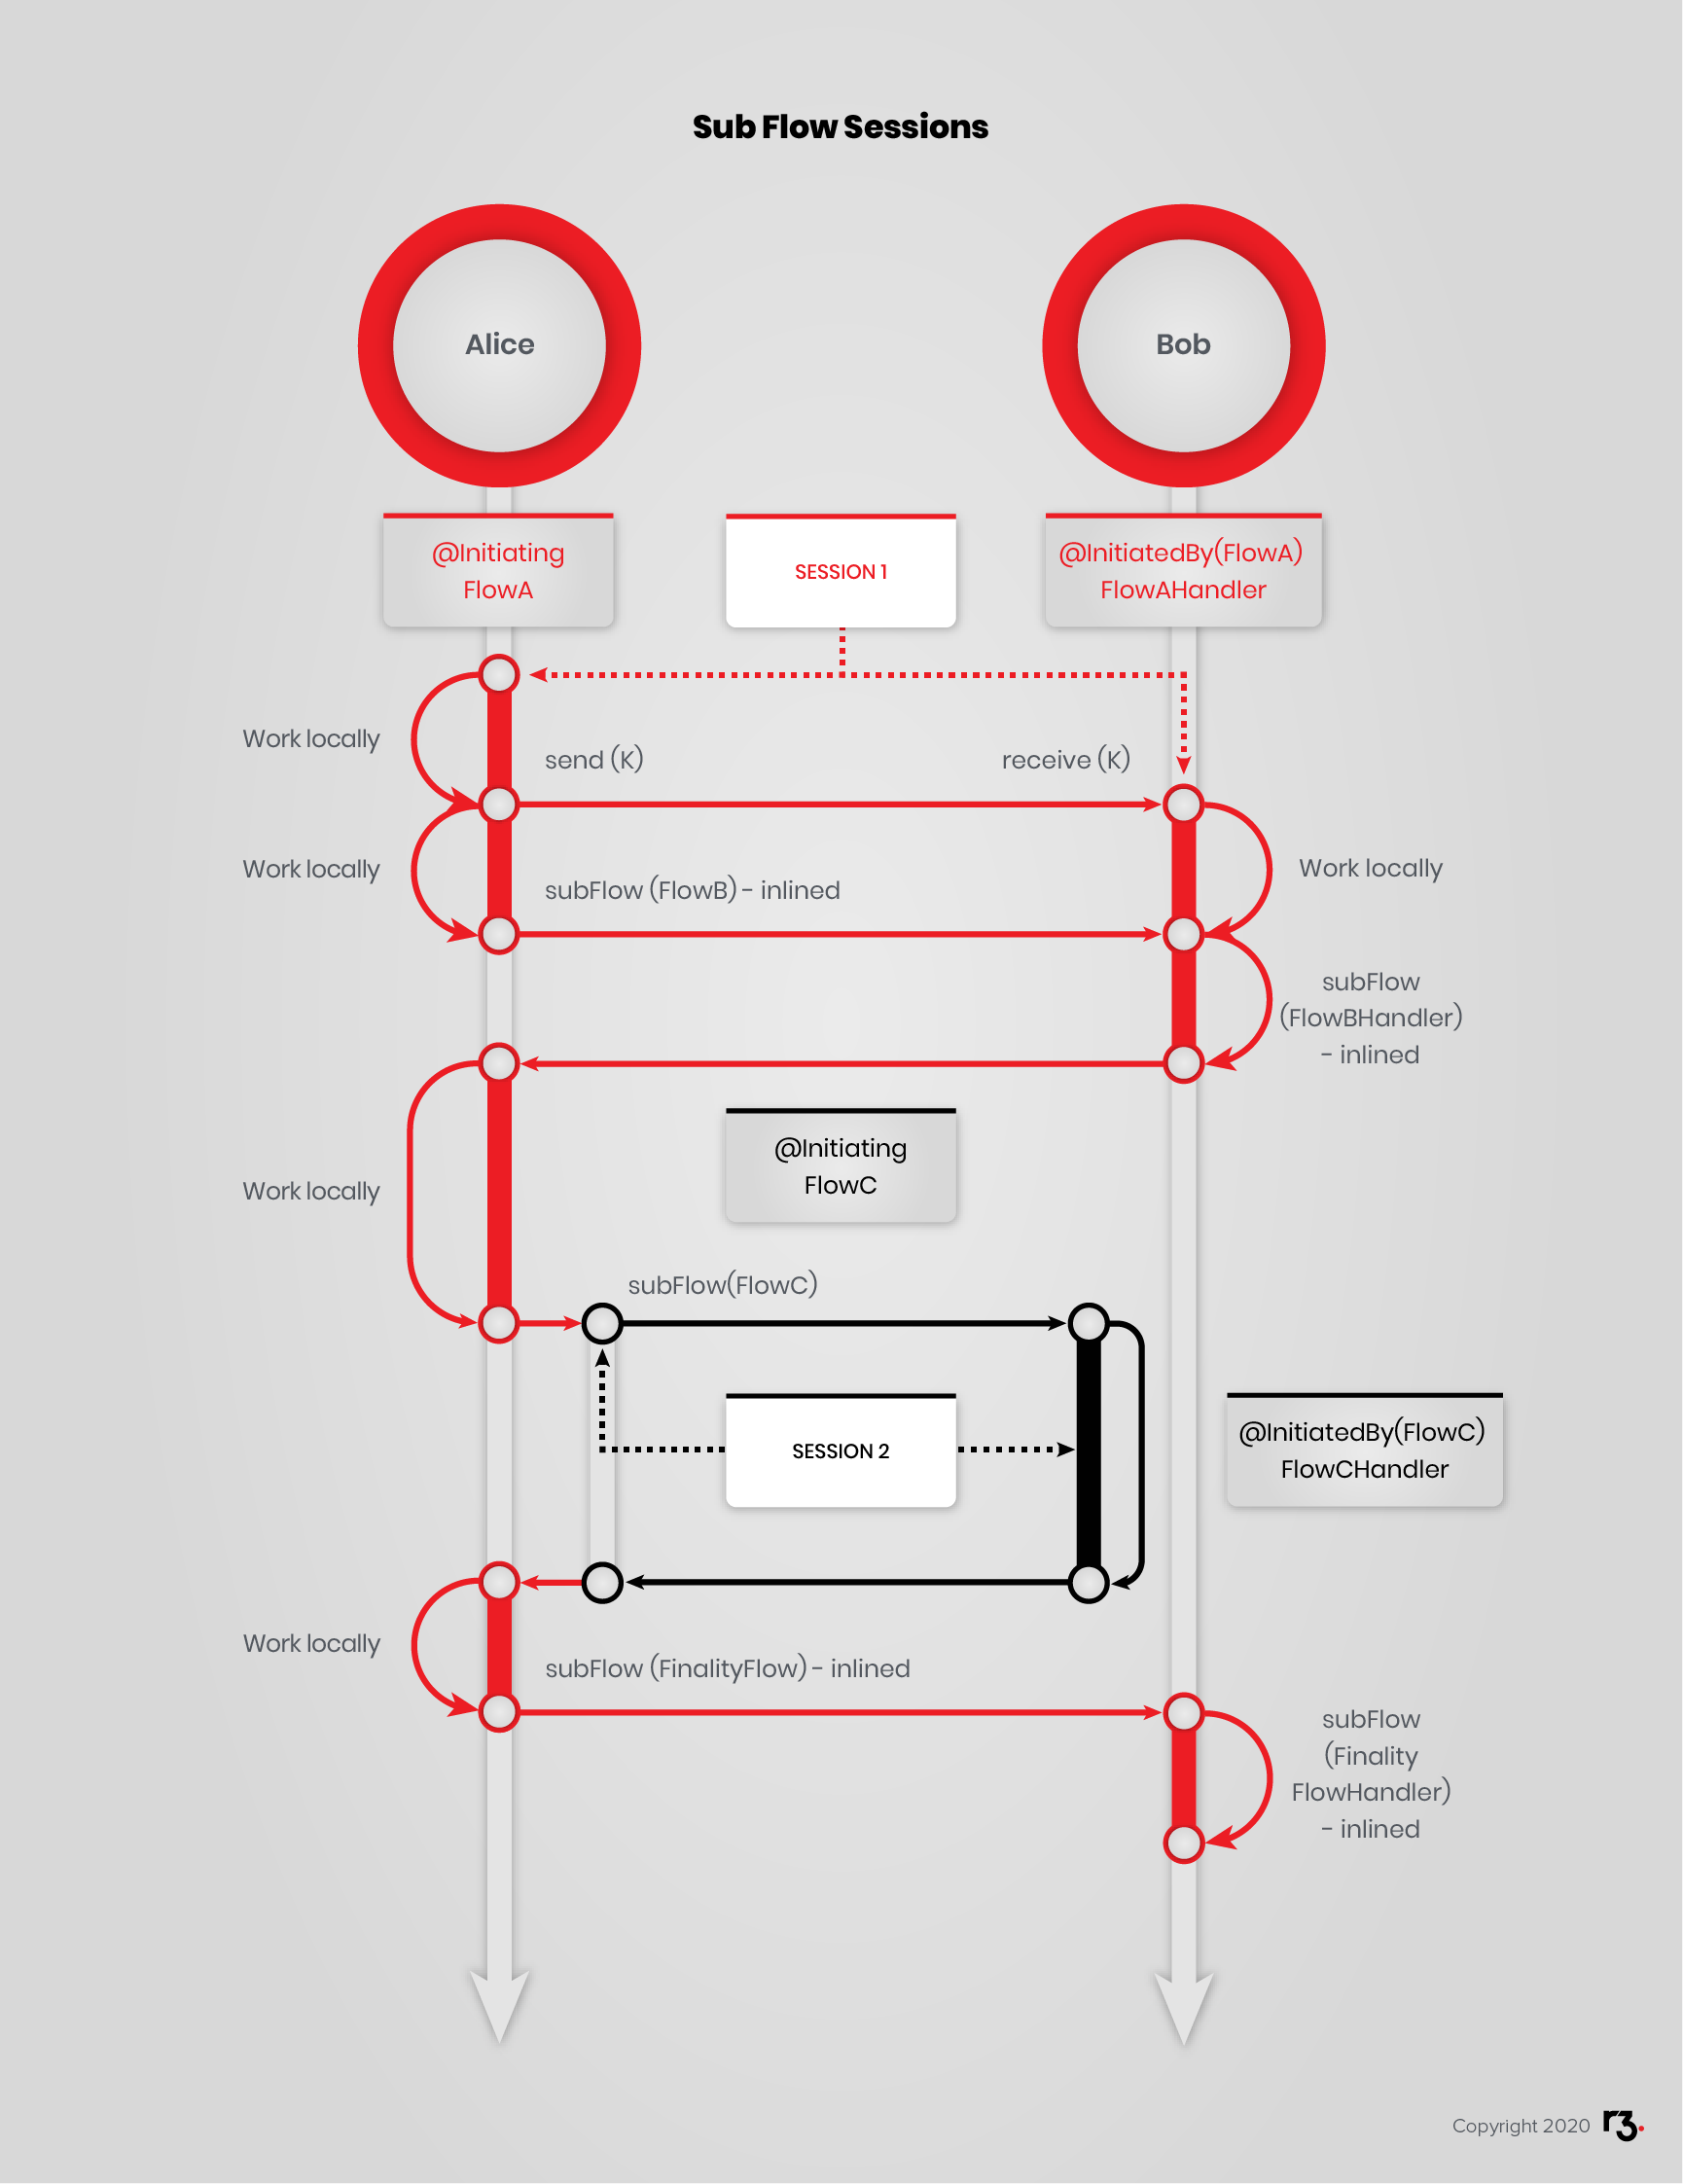 Sub Flow Sessions
Alice
Bob
@Initiating
FlowA
SESSION 1
@InitiatedBy(FlowA)
FlowAHandler
Work locally
send (K)
receive (K)
Work locally
subFlow (FlowB) - inlined
Work locally
subFlow
(FlowBHandler)
- inlined
@Initiating
FlowC
Work locally
subFlow(FlowC)
SESSION 2
@InitiatedBy(FlowC)
FlowCHandler
Work locally
subFlow (FinalityFlow) - inlined
subFlow
(Finality
FlowHandler)
- inlined
Copyright 2020 r3.